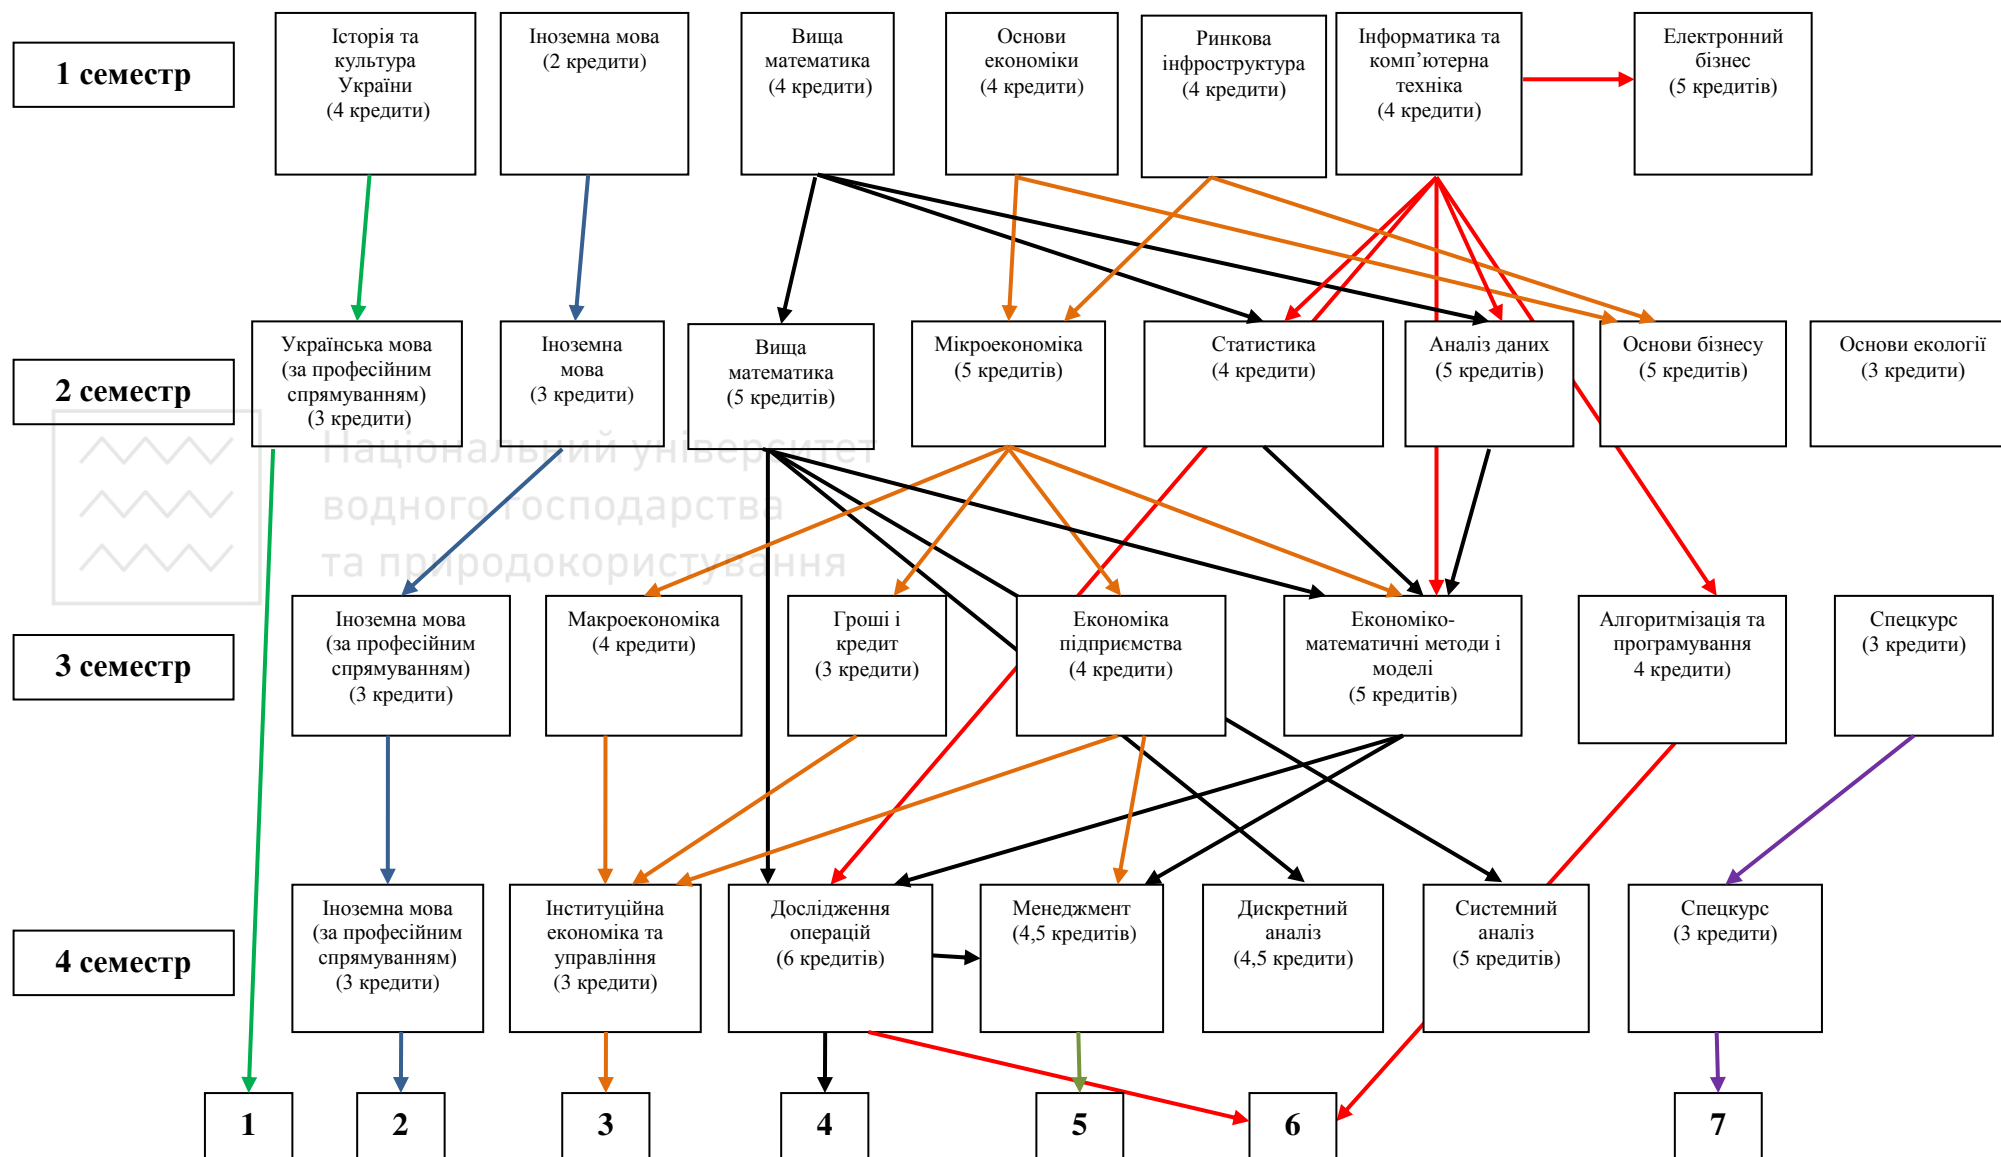 1 семестр
Історія та
культура
України
(4 кредити)
Іноземна мова
(2 кредити)
Вища
математика
(4 кредити)
Основи
економіки
(4 кредити)
Ринкова
інфроструктура
(4 кредити)
Інформатика та
комп’ютерна
техніка
(4 кредити)
Електронний
бізнес
(5 кредитів)
2 семестр
Українська мова
(за професійним
спрямуванням)
(3 кредити)
Іноземна
мова
(3 кредити)
Вища
математика
(5 кредитів)
Мікроекономіка
(5 кредитів)
Статистика
(4 кредити)
Аналіз даних
(5 кредитів)
Основи бізнесу
(5 кредитів)
Основи екології
(3 кредити)
Національний університет
водного господарства
та природокористування
3 семестр
Іноземна мова
(за професійним
спрямуванням)
(3 кредити)
Макроекономіка
(4 кредити)
Гроші і
кредит
(3 кредити)
Економіка
підприємства
(4 кредити)
Економіко-
математичні методи і
моделі
(5 кредитів)
Алгоритмізація та
програмування
4 кредити)
Спецкурс
(3 кредити)
4 семестр
Іноземна мова
(за професійним
спрямуванням)
(3 кредити)
Інституційна
економіка та
управління
(3 кредити)
Дослідження
операцій
(6 кредитів)
Менеджмент
(4,5 кредитів)
Дискретний
аналіз
(4,5 кредити)
Системний
аналіз
(5 кредитів)
Спецкурс
(3 кредити)
1
2
3
4
5
6
7